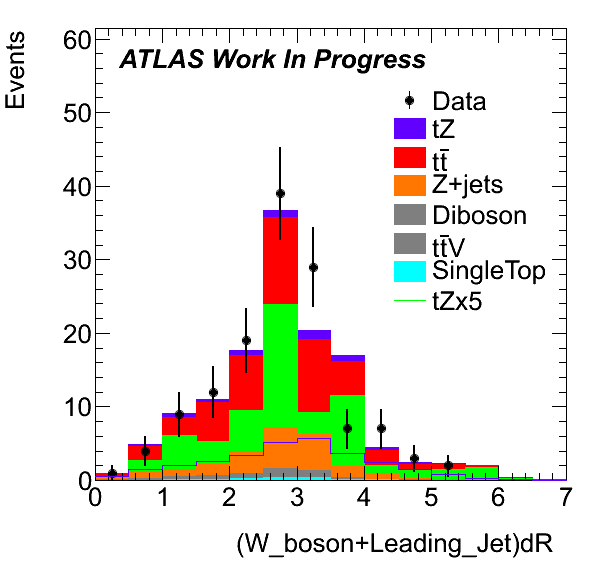 Events
ATLAS Work In Progress
Data
tZ
tt̄
Z+jets
Diboson
tt̄V
SingleTop
tZx5
60
50
40
30
20
10
0
0 1 2 3 4 5 6 7
(W_boson+Leading_Jet)dR